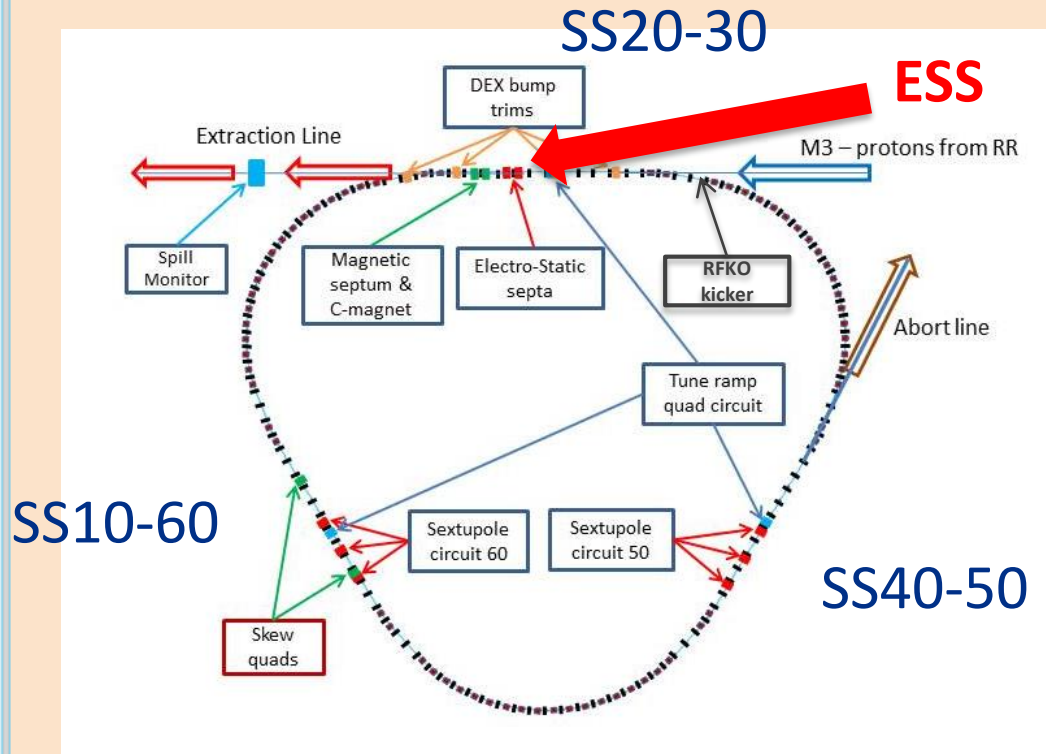 SS20-30
ESS
DEX bump
trims
Extraction Line
M3 – protons from RR
Spill
Monitor
Magnetic
septum &
C-magnet
Electro-Static
septa
RFKO
kicker
Abort line
Tune ramp
quad circuit
SS10-60
Sextupole
circuit 60
Sextupole
circuit 50
SS40-50
Skew
quads